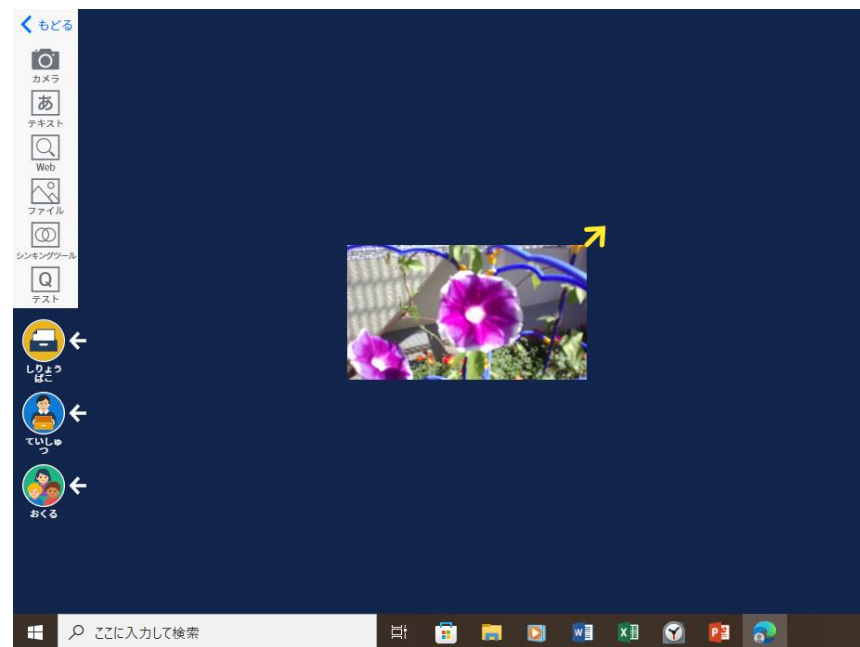 もどる
カメラ
あ
テキスト
Web
ファイル
シンキングツール
Q
テスト
しりょう
ばこ
ていしゅ
つ
おくる
ここに入力して検索